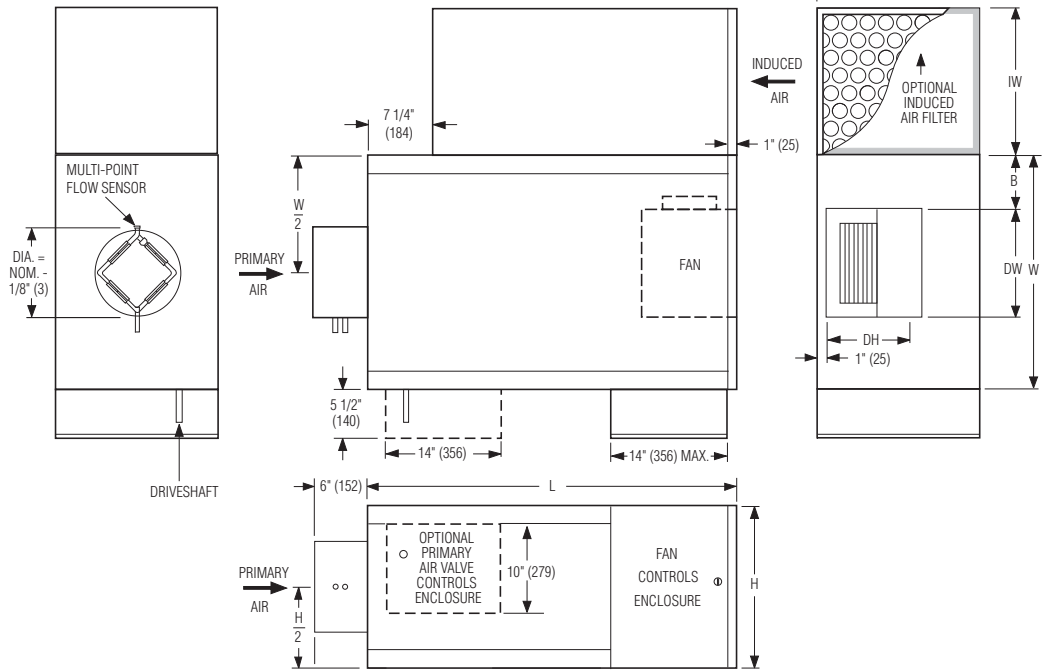 MULTI-POINT
FLOW SENSOR
DIA. =
NOM. -
1/8" (3)
DRIVESHAFT
7 1/4"
(184)
INDUCED
AIR
1" (25)
W
2
PRIMARY
AIR
FAN
5 1/2"
(140)
14" (356)
14" (356) MAX.
OPTIONAL
INDUCED
AIR FILTER
IW
B
DW
W
DH
1" (25)
6" (152)
L
PRIMARY
AIR
H
2
OPTIONAL
PRIMARY
AIR VALVE
CONTROLS
ENCLOSURE
10" (279)
FAN
CONTROLS
ENCLOSURE
H